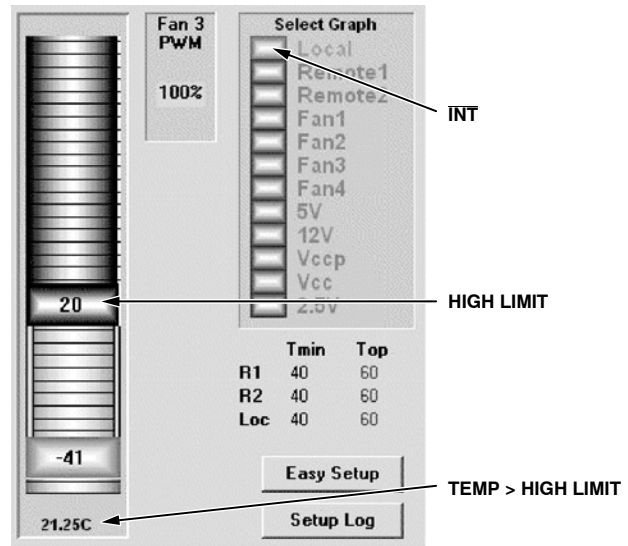 Fan 3
PWM
100%
Select Graph
Local
Remote1
Remote2
Fan1
Fan2
Fan3
Fan4
5V
12V
Vccp
Vcc
2.5V
INT
HIGH LIMIT
TEMP > HIGH LIMIT
20
-41
21.25C
Tmin Top
R1 40 60
R2 40 60
Loc 40 60
Easy Setup
Setup Log